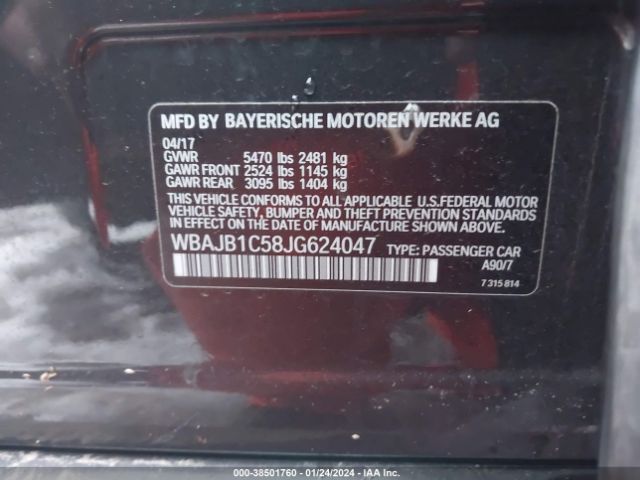 MFD BY BAYERISCHE MOTOREN WERKE AG
04/17
GVWR 5470 lbs 2481 kg
GAWR FRONT 2524 lbs 1145 kg
GAWR REAR 3095 lbs 1404 kg
THIS VEHICLE CONFORMS TO ALL APPLICABLE U.S.FEDERAL MOTOR
VEHICLE SAFETY, BUMPER AND THEFT PREVENTION STANDARDS
IN EFFECT ON THE DATE OF MANUFACTURE SHOWN ABOVE.
WBAJB1C58JG624047 TYPE: PASSENGER CAR
A90/7
7 315 814
000-38501760 - 01/24/2024 - IAA Inc.